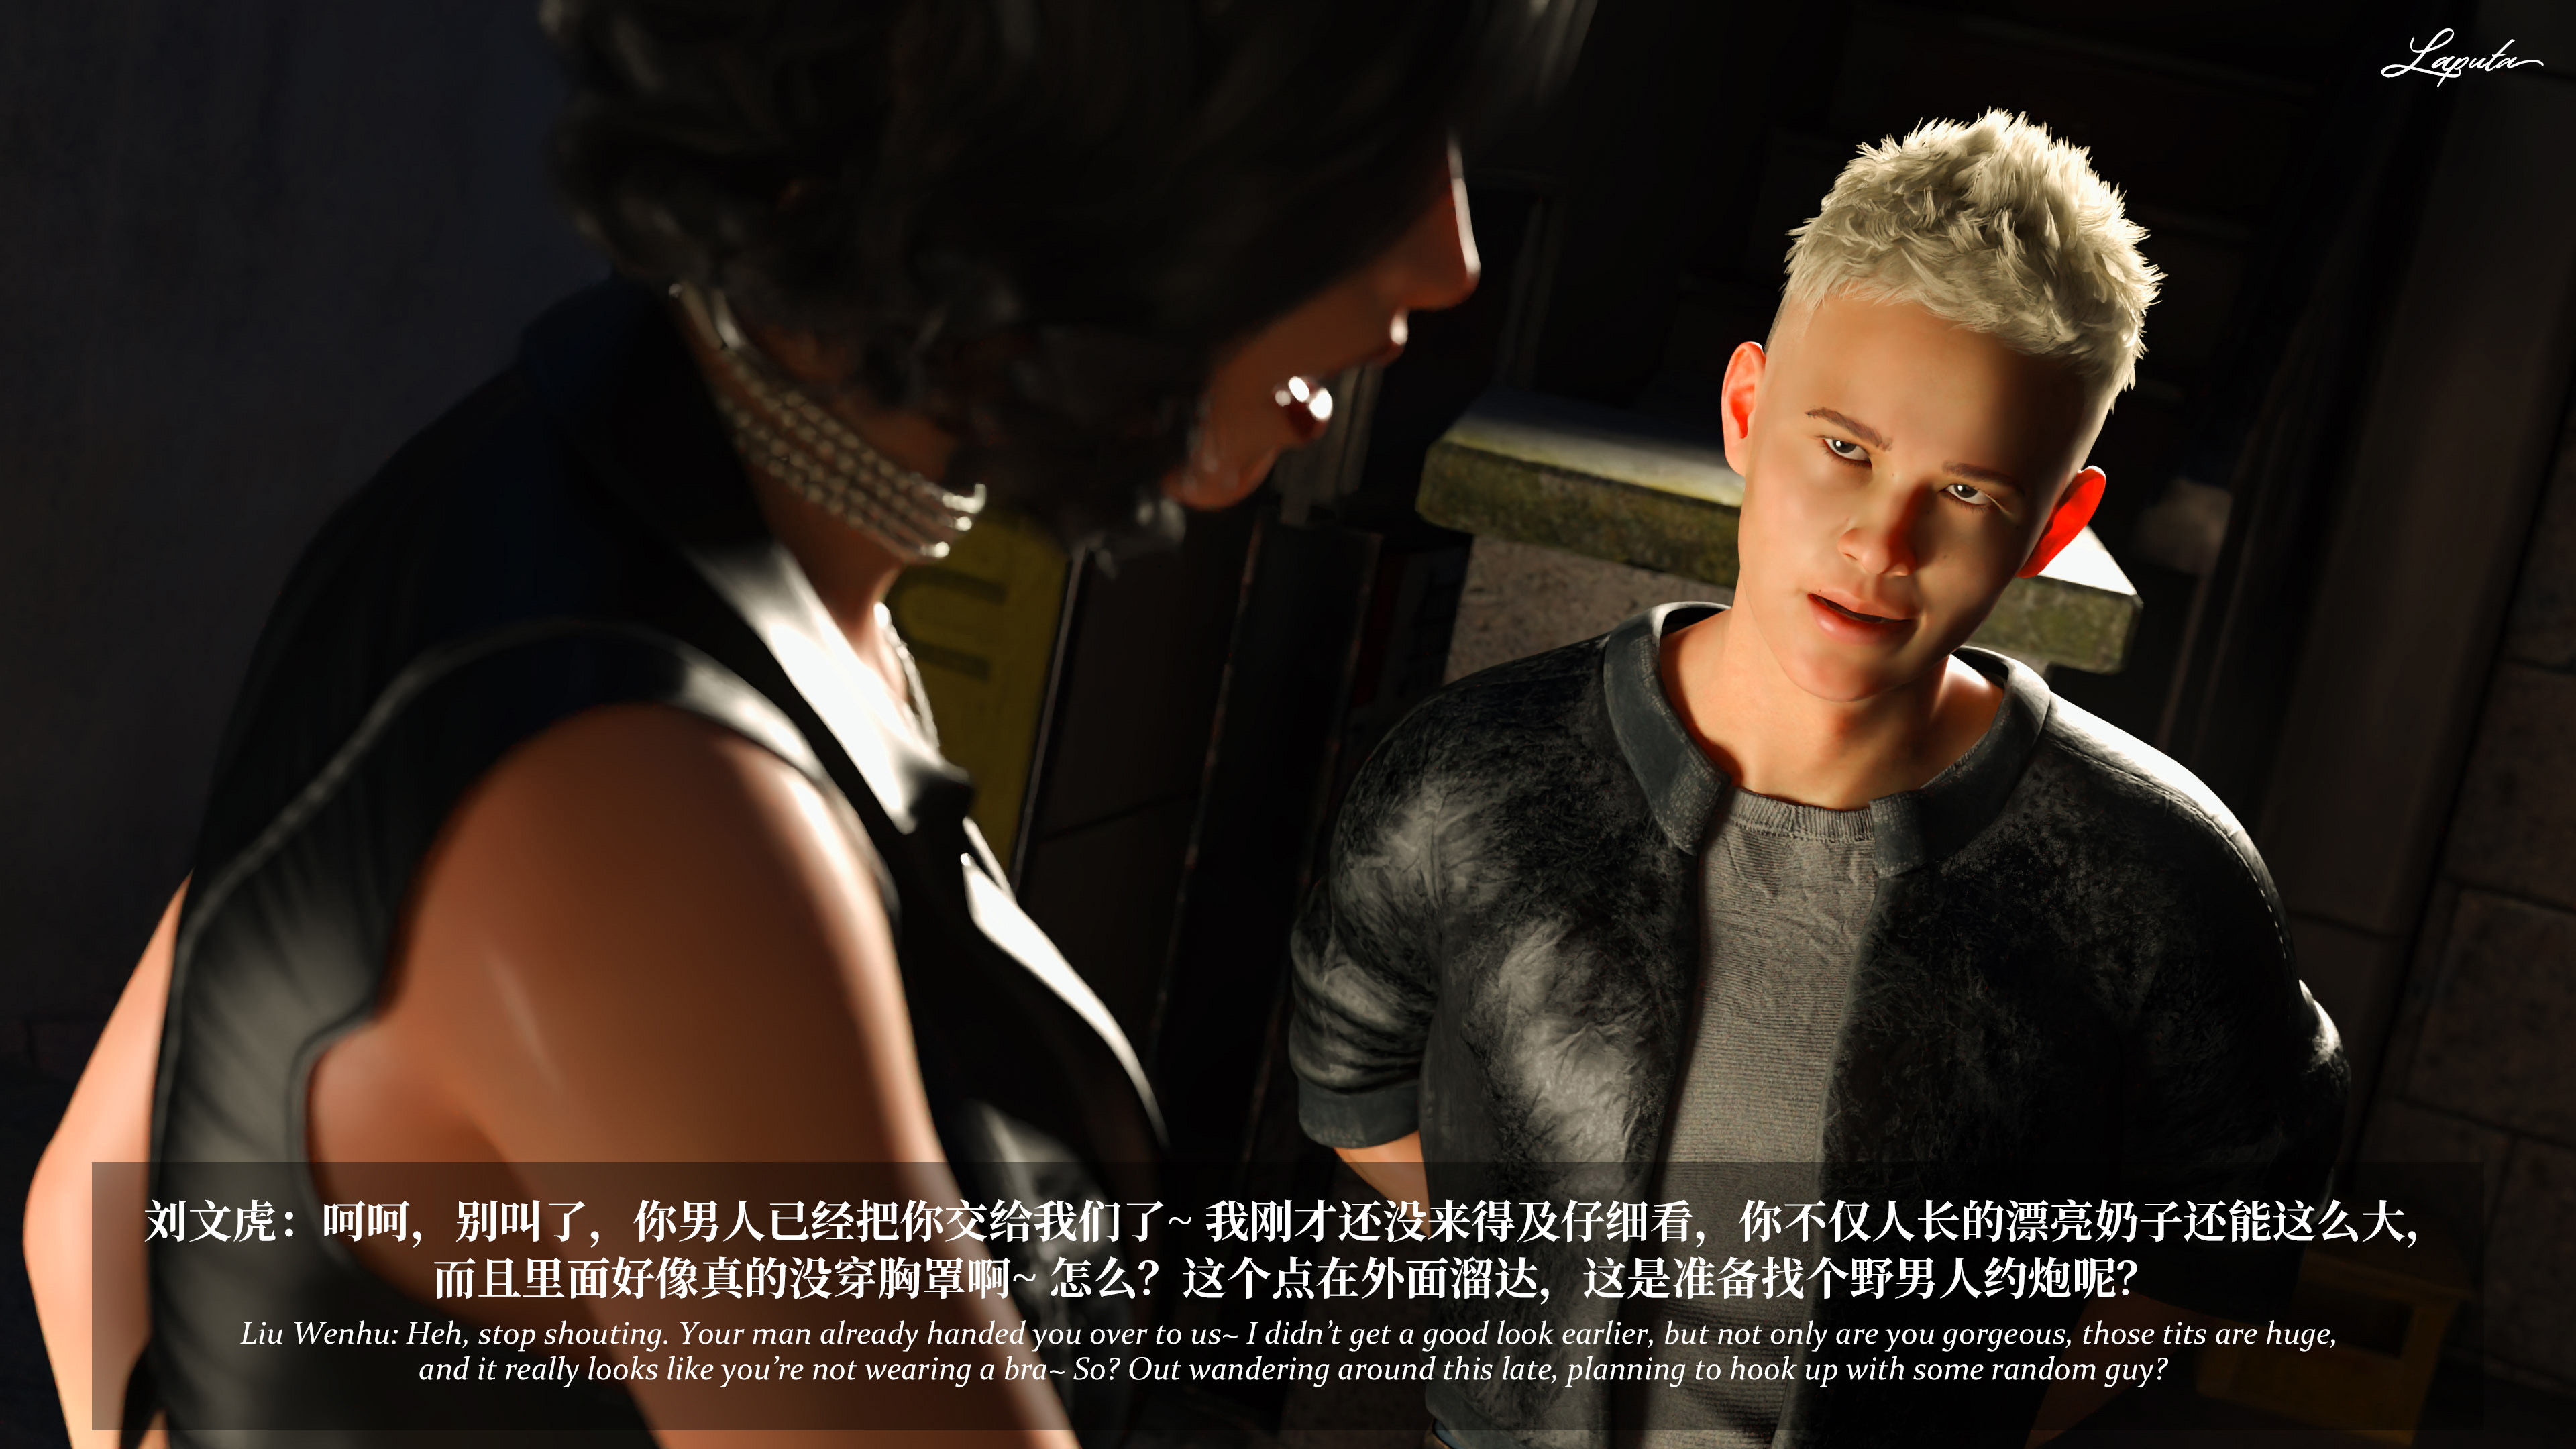 Laputa
刘文虎：呵呵，别叫了，你男人已经把你交给我们了~ 我刚才还没来得及仔细看，你不仅人长的漂亮奶子还能这么大，
而且里面好像真的没穿胸罩啊~ 怎么？这个点在外面溜达，这是准备找个野男人约炮呢？
Liu Wenhu: Heh, stop shouting. Your man already handed you over to us~ I didn’t get a good look earlier, but not only are you gorgeous, those tits are huge,
and it really looks like you’re not wearing a bra~ So? Out wandering around this late, planning to hook up with some random guy?